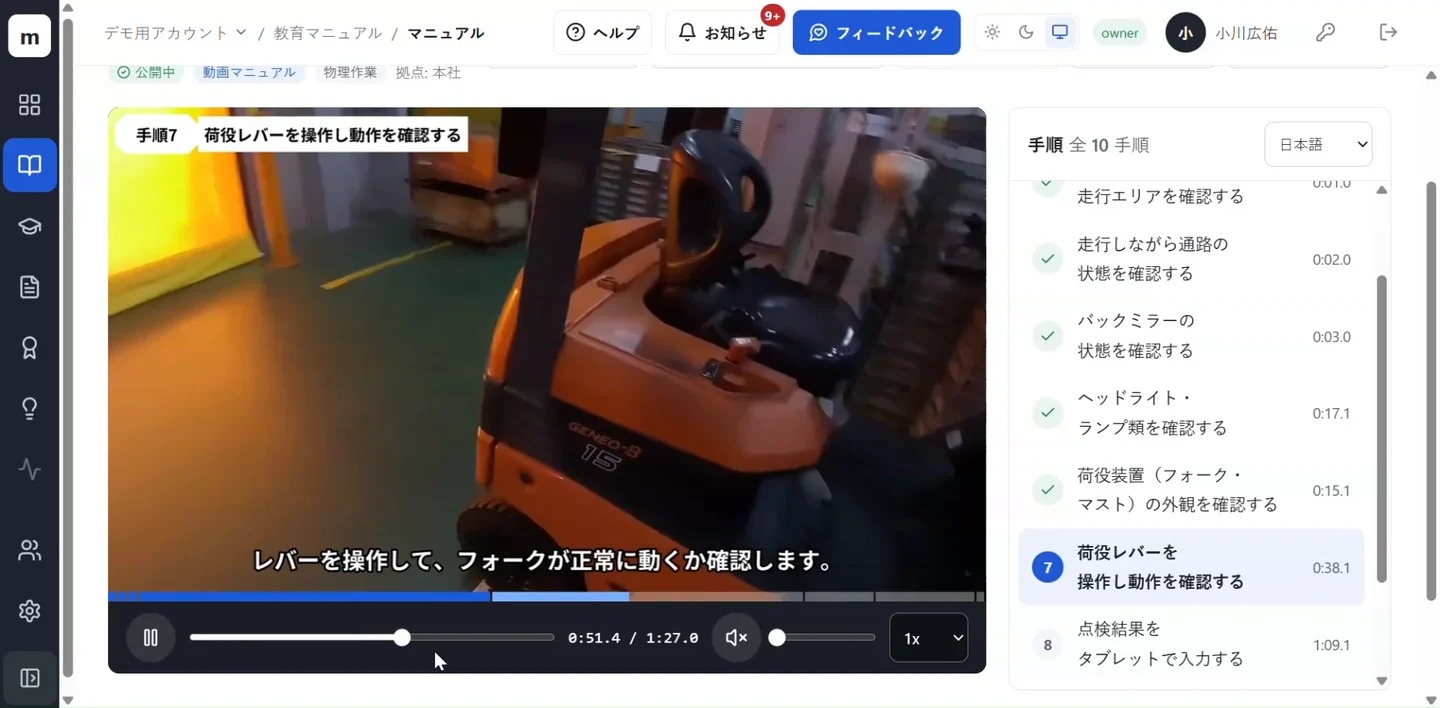 m
デモ用アカウント / 教育マニュアル / マニュアル
ヘルプ
お知らせ
9+
フィードバック
owner
小
小川広佑
公開中
動画マニュアル
物理作業
拠点: 本社
手順7
荷役レバーを操作し動作を確認する
GENEO-B
15
レバーを操作して、フォークが正常に動くか確認します。
0:51.4 / 1:27.0
1x
手順 全 10 手順
日本語
走行エリアを確認する
0:01.0
走行しながら通路の
状態を確認する
0:02.0
バックミラーの
状態を確認する
0:03.0
ヘッドライト・
ランプ類を確認する
0:17.1
荷役装置（フォーク・
マスト）の外観を確認する
0:15.1
7
荷役レバーを
操作し動作を確認する
0:38.1
8
点検結果を
タブレットで入力する
1:09.1